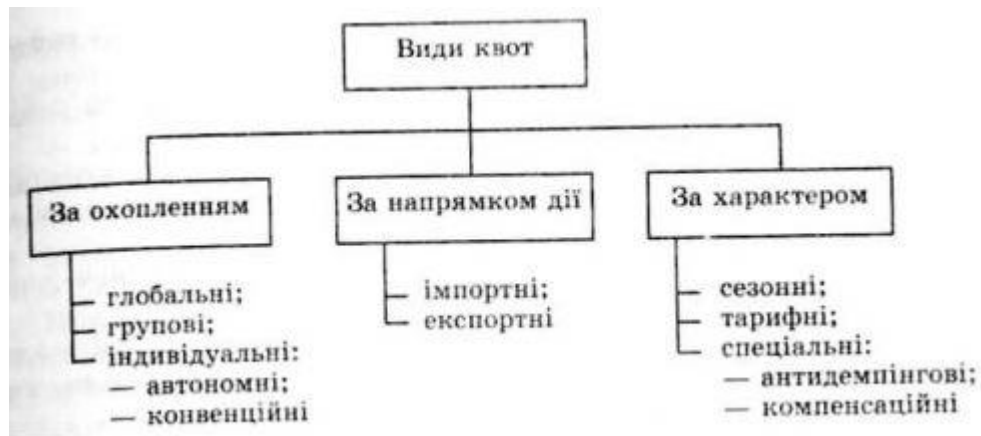 Види квот
За охопленням
глобальні;
групові;
індивідуальні:
— автономні;
— конвенційні
За напрямком дії
імпортні;
експортні
За характером
сезонні;
тарифні;
спеціальні:
— антидемпінгові;
— компенсаційні